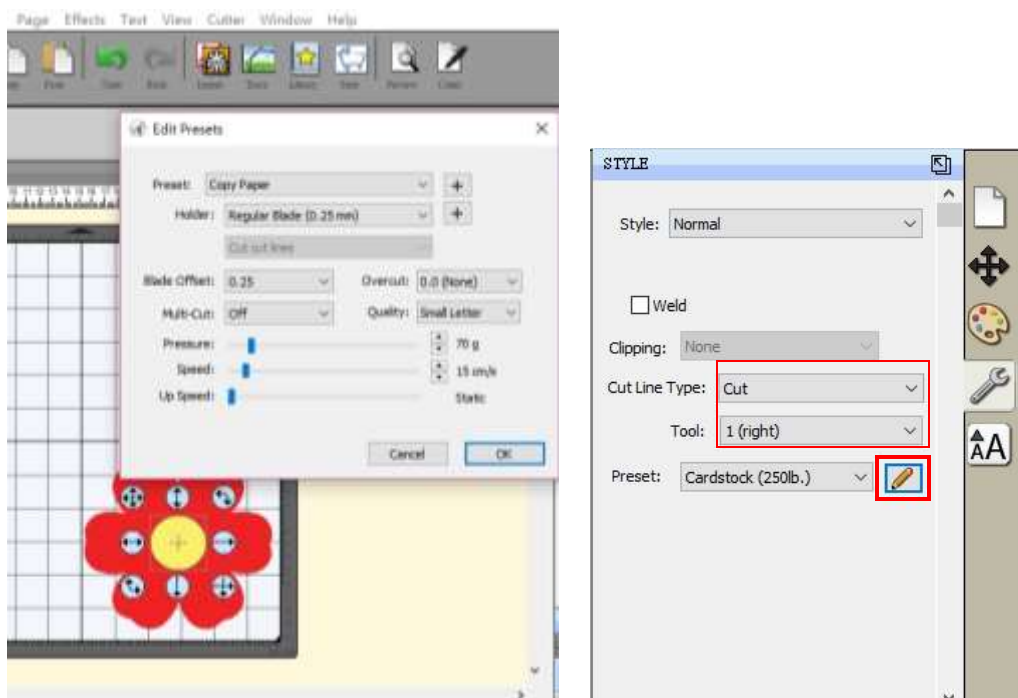 Page Effects Text View Cutter Window Help
Edit Presets
Preset: Copy Paper
Holder: Regular Blade (0.25 mm)
Cut cut lines
Blade Offset: 0.25 Overcut: 0.0 (None)
Multi-Cut: Off Quality: Small Letter
Pressure: 70 g
Speed: 15 cm/s
Up Speed: Static
Cancel OK
STYLE
Style: Normal
Weld
Clipping: None
Cut Line Type: Cut
Tool: 1 (right)
Preset: Cardstock (250lb.)
AA